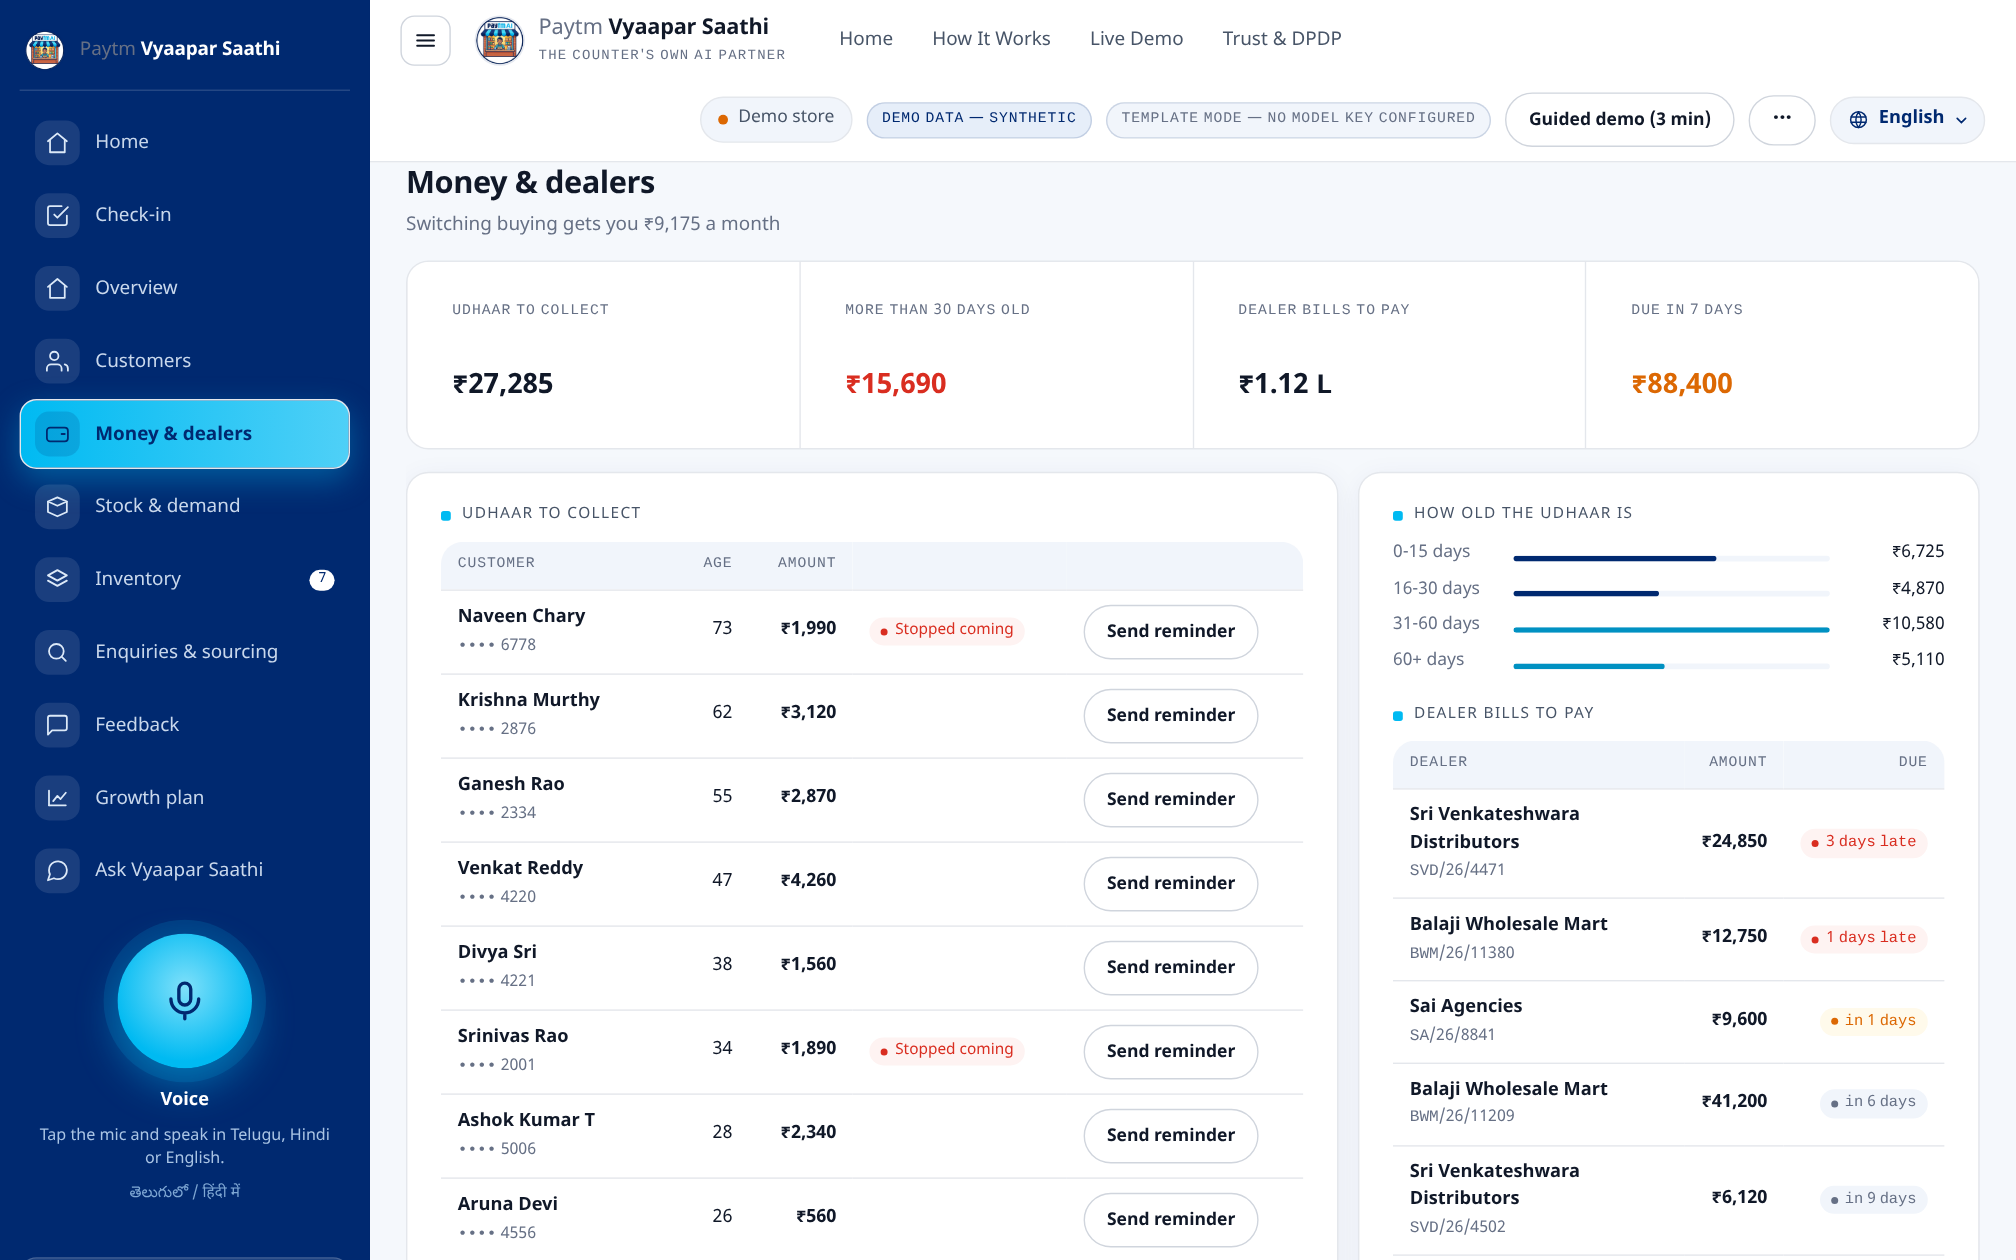 Paytm Vyaapar Saathi
Home
Check-in
Overview
Customers
Money & dealers
Stock & demand
Inventory 7
Enquiries & sourcing
Feedback
Growth plan
Ask Vyaapar Saathi
Voice
Tap the mic and speak in Telugu, Hindi
or English.
తెలుగులో / हिंदी में
Paytm Vyaapar Saathi
THE COUNTER'S OWN AI PARTNER
Home How It Works Live Demo Trust & DPDP
Demo store DEMO DATA — SYNTHETIC TEMPLATE MODE — NO MODEL KEY CONFIGURED Guided demo (3 min) ... English
Money & dealers
Switching buying gets you ₹9,175 a month
UDHAAR TO COLLECT
₹27,285
MORE THAN 30 DAYS OLD
₹15,690
DEALER BILLS TO PAY
₹1.12 L
DUE IN 7 DAYS
₹88,400
UDHAAR TO COLLECT
CUSTOMER AGE AMOUNT
Naveen Chary
•••• 6778
73 ₹1,990 Stopped coming Send reminder
Krishna Murthy
•••• 2876
62 ₹3,120 Send reminder
Ganesh Rao
•••• 2334
55 ₹2,870 Send reminder
Venkat Reddy
•••• 4220
47 ₹4,260 Send reminder
Divya Sri
•••• 4221
38 ₹1,560 Send reminder
Srinivas Rao
•••• 2001
34 ₹1,890 Stopped coming Send reminder
Ashok Kumar T
•••• 5006
28 ₹2,340 Send reminder
Aruna Devi
•••• 4556
26 ₹560 Send reminder
HOW OLD THE UDHAAR IS
0-15 days ₹6,725
16-30 days ₹4,870
31-60 days ₹10,580
60+ days ₹5,110
DEALER BILLS TO PAY
DEALER AMOUNT DUE
Sri Venkateshwara
Distributors
SVD/26/4471
₹24,850 3 days late
Balaji Wholesale Mart
BWM/26/11380
₹12,750 1 days late
Sai Agencies
SA/26/8841
₹9,600 in 1 days
Balaji Wholesale Mart
BWM/26/11209
₹41,200 in 6 days
Sri Venkateshwara
Distributors
SVD/26/4502
₹6,120 in 9 days